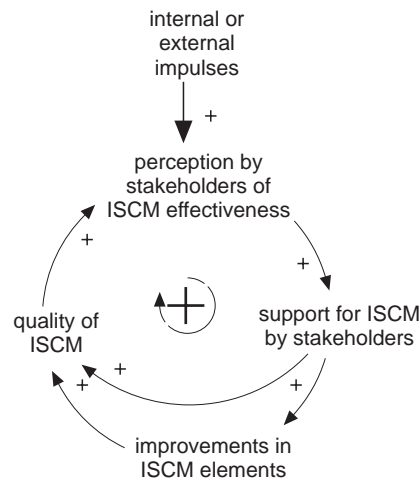 internal or
external
impulses
+
perception by
stakeholders of
ISCM effectiveness
+
+
+
quality of
ISCM
support for ISCM
by stakeholders
+
+
+
improvements in
ISCM elements